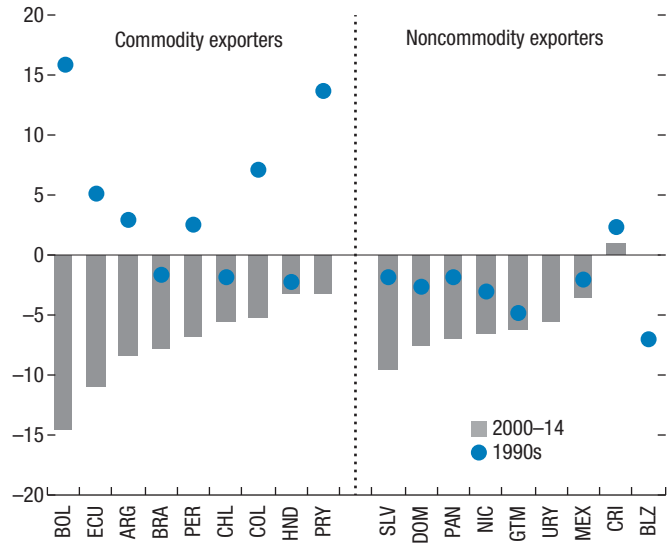 20
15
10
5
0
–5
–10
–15
–20
Commodity exporters
Noncommodity exporters
2000–14
1990s
BOL
ECU
ARG
BRA
PER
CHL
COL
HND
PRY
SLV
DOM
PAN
NIC
GTM
URY
MEX
CRI
BLZ